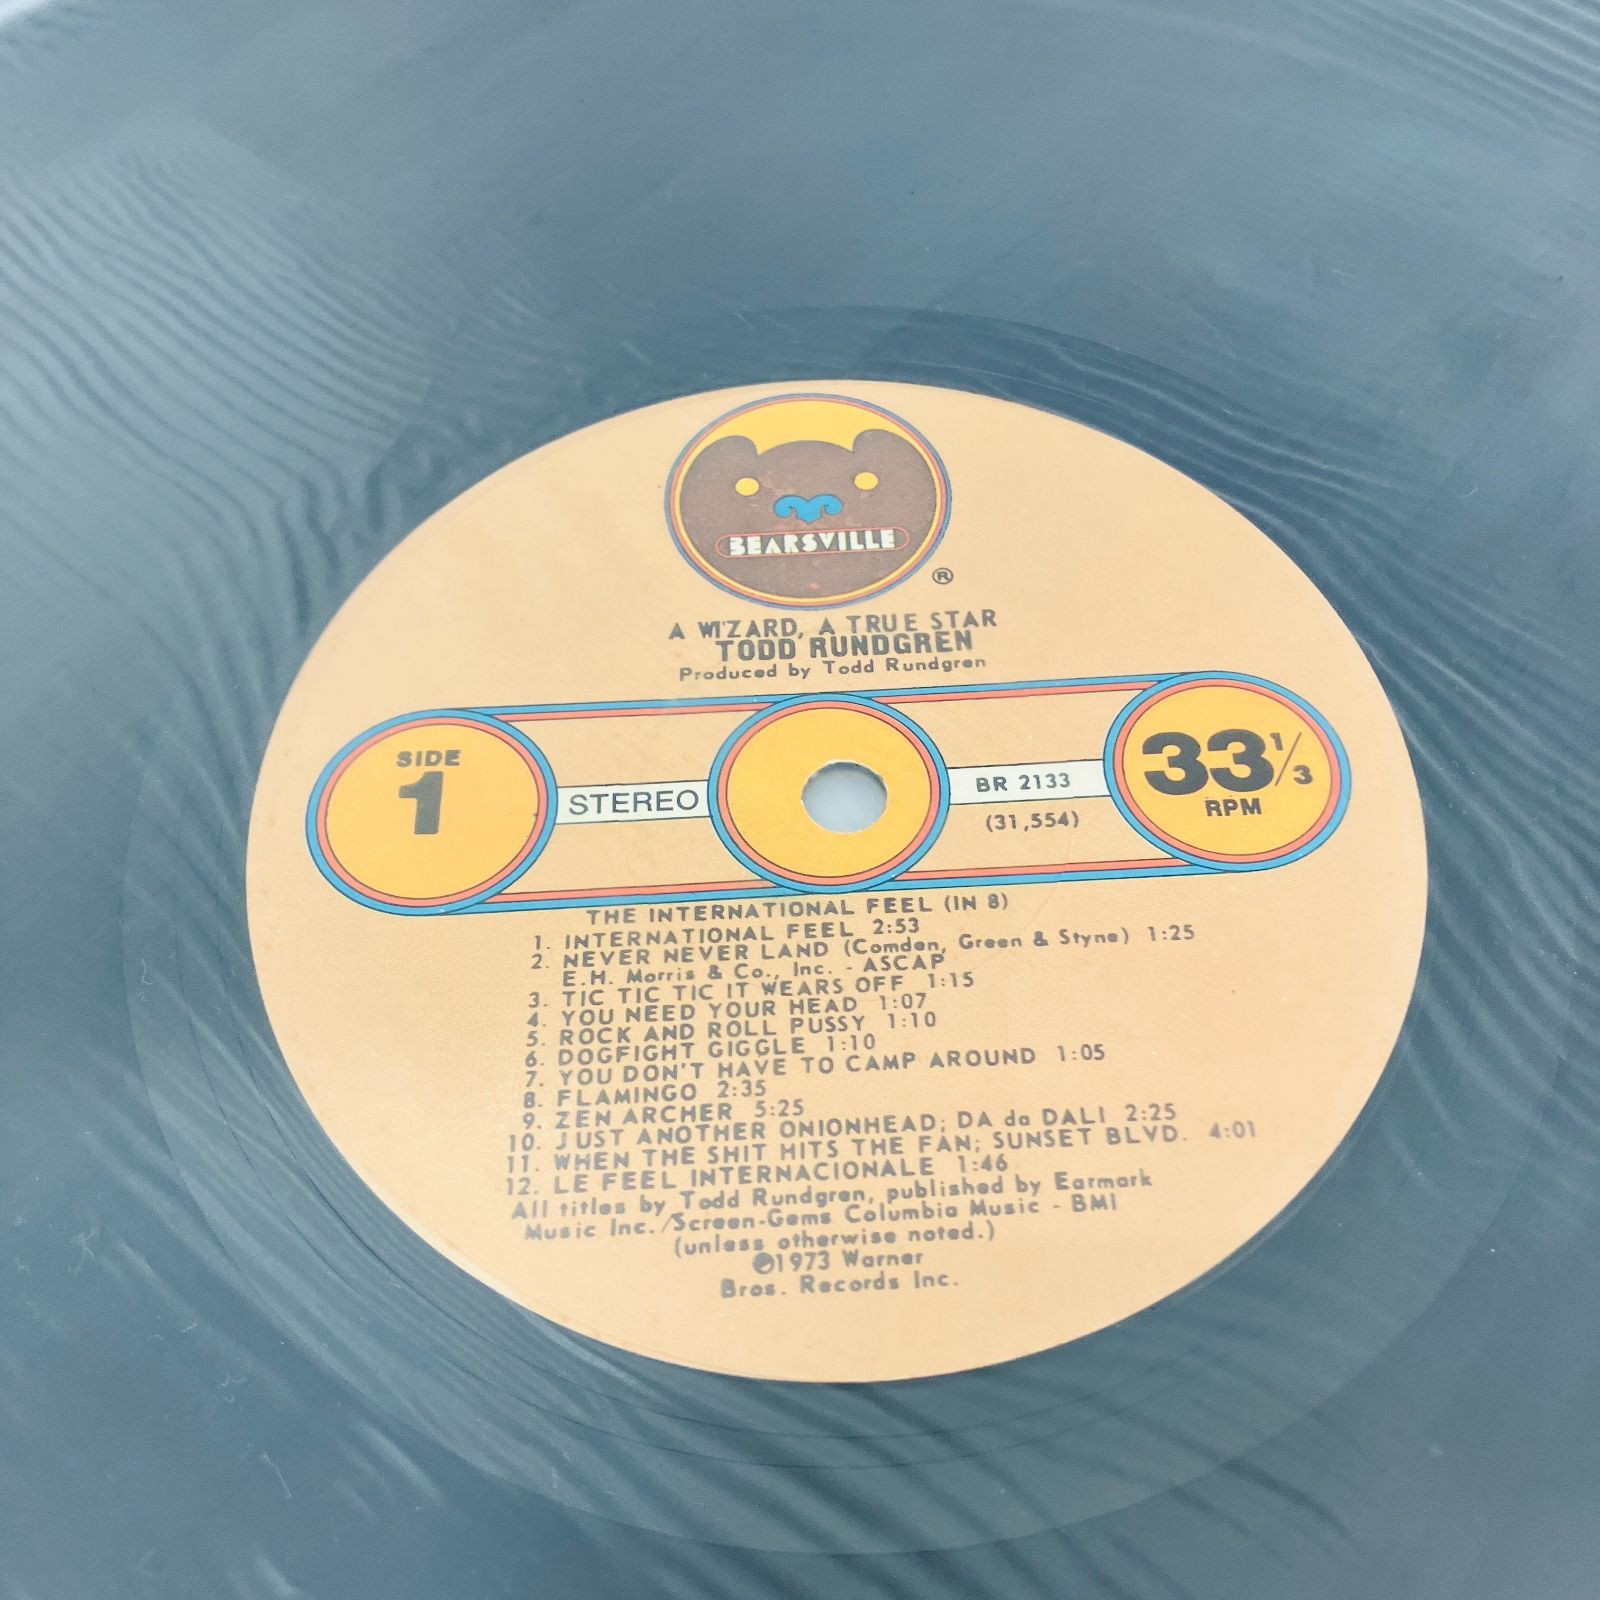 BEARSVILLE
®
A WIZARD, A TRUE STAR
TODD RUNDGREN
Produced by Todd Rundgren
SIDE
1
STEREO
BR 2133
(31,554)
33 1/3
RPM
THE INTERNATIONAL FEEL (IN 8)
1. INTERNATIONAL FEEL 2:53
2. NEVER NEVER LAND (Comden, Green & Styne) 1:25
E.H. Morris & Co., Inc. - ASCAP
3. TIC TIC TIC IT WEARS OFF 1:15
4. YOU NEED YOUR HEAD 1:07
5. ROCK AND ROLL PUSSY 1:10
6. DOGFIGHT GIGGLE 1:10
7. YOU DON'T HAVE TO CAMP AROUND 1:05
8. FLAMINGO 2:35
9. ZEN ARCHER 5:25
10. JUST ANOTHER ONIONHEAD; DA da DALI 2:25
11. WHEN THE SHIT HITS THE FAN; SUNSET BLVD. 4:01
12. LE FEEL INTERNACIONALE 1:46
All titles by Todd Rundgren, published by Earmark
Music Inc./Screen-Gems Columbia Music - BMI
(unless otherwise noted.)
℗1973 Warner
Bros. Records Inc.